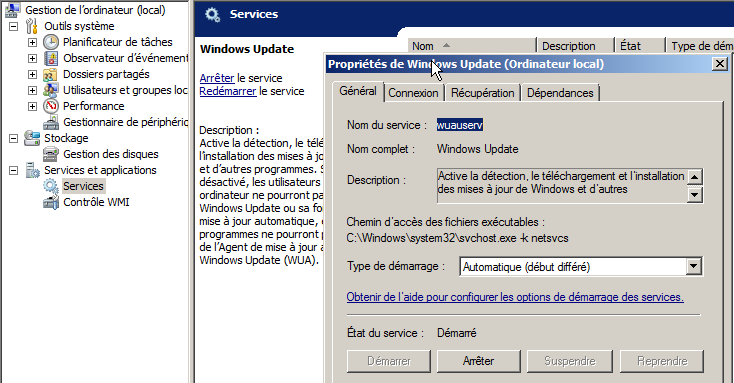 Gestion de l'ordinateur (local)
Outils système
Planificateur de tâches
Observateur d'événement
Dossiers partagés
Utilisateurs et groupes loc
Performance
Gestionnaire de périphéric
Stockage
Gestion des disques
Services et applications
Services
Contrôle WMI
Services
Windows Update
Arrêter le service
Redémarrer le service
Description :
Active la détection, le télé
l'installation des mises à jo
et d'autres programmes. S
désactivé, les utilisateurs
ordinateur ne pourront pa
Windows Update ou sa fo
mise à jour automatique, 
programmes ne pourront p
de l'Agent de mise à jour a
Windows Update (WUA).
Nom Description État Type de dém
Propriétés de Windows Update (Ordinateur local)
Général Connexion Récupération Dépendances
Nom du service : wuauserv
Nom complet : Windows Update
Description : Active la détection, le téléchargement et l'installation
des mises à jour de Windows et d'autres
Chemin d'accès des fichiers exécutables :
C:\Windows\system32\svchost.exe -k netsvcs
Type de démarrage : Automatique (début différé)
Obtenir de l'aide pour configurer les options de démarrage des services.
État du service : Démarré
Démarrer Arrêter Suspendre Reprendre